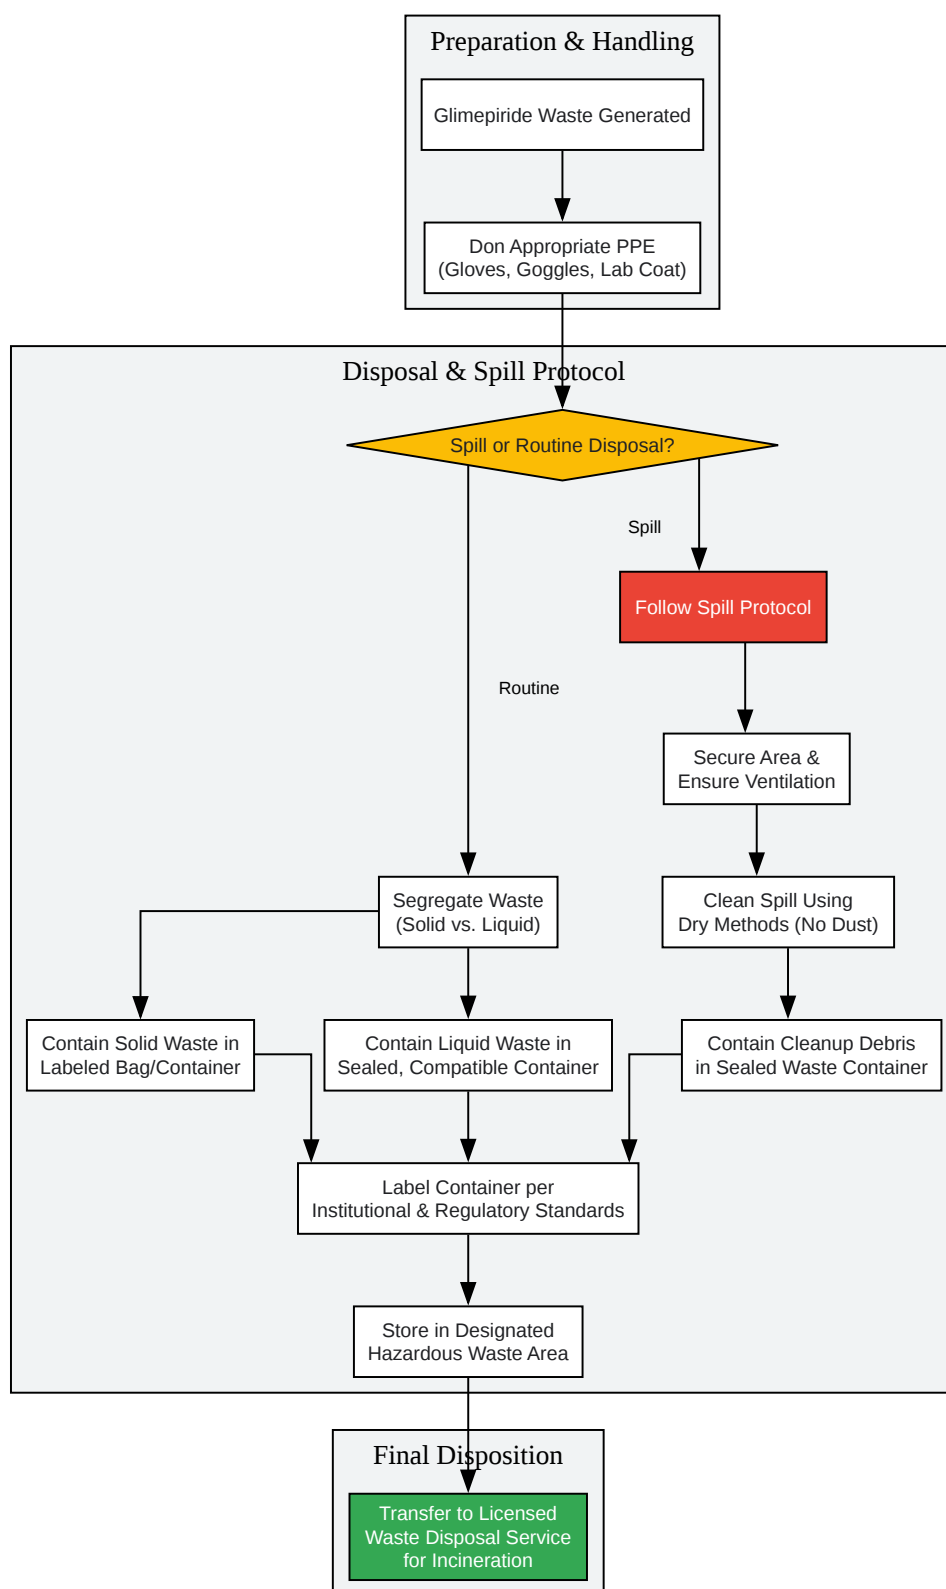 Preparation & Handling
Glimepiride Waste Generated
Don Appropriate PPE
(Gloves, Goggles, Lab Coat)
Disposal & Spill Protocol
Spill or Routine Disposal?
Spill
Follow Spill Protocol
Routine
Secure Area &
Ensure Ventilation
Segregate Waste
(Solid vs. Liquid)
Clean Spill Using
Dry Methods (No Dust)
Contain Solid Waste in
Labeled Bag/Container
Contain Liquid Waste in
Sealed, Compatible Container
Contain Cleanup Debris
in Sealed Waste Container
Label Container per
Institutional & Regulatory Standards
Store in Designated
Hazardous Waste Area
Final Disposition
Transfer to Licensed
Waste Disposal Service
for Incineration